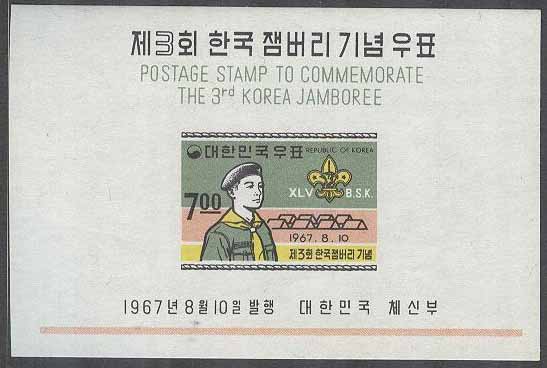 제3회 한국 잼버리 기념 우표
POSTAGE STAMP TO COMMEMORATE
THE 3rd KOREA JAMBOREE
대한민국우표 REPUBLIC OF KOREA
XLV B.S.K.
7.00
1967.8.10
제3회 한국잼버리 기념
1967년 8월 10일 발행 대한민국 체신부